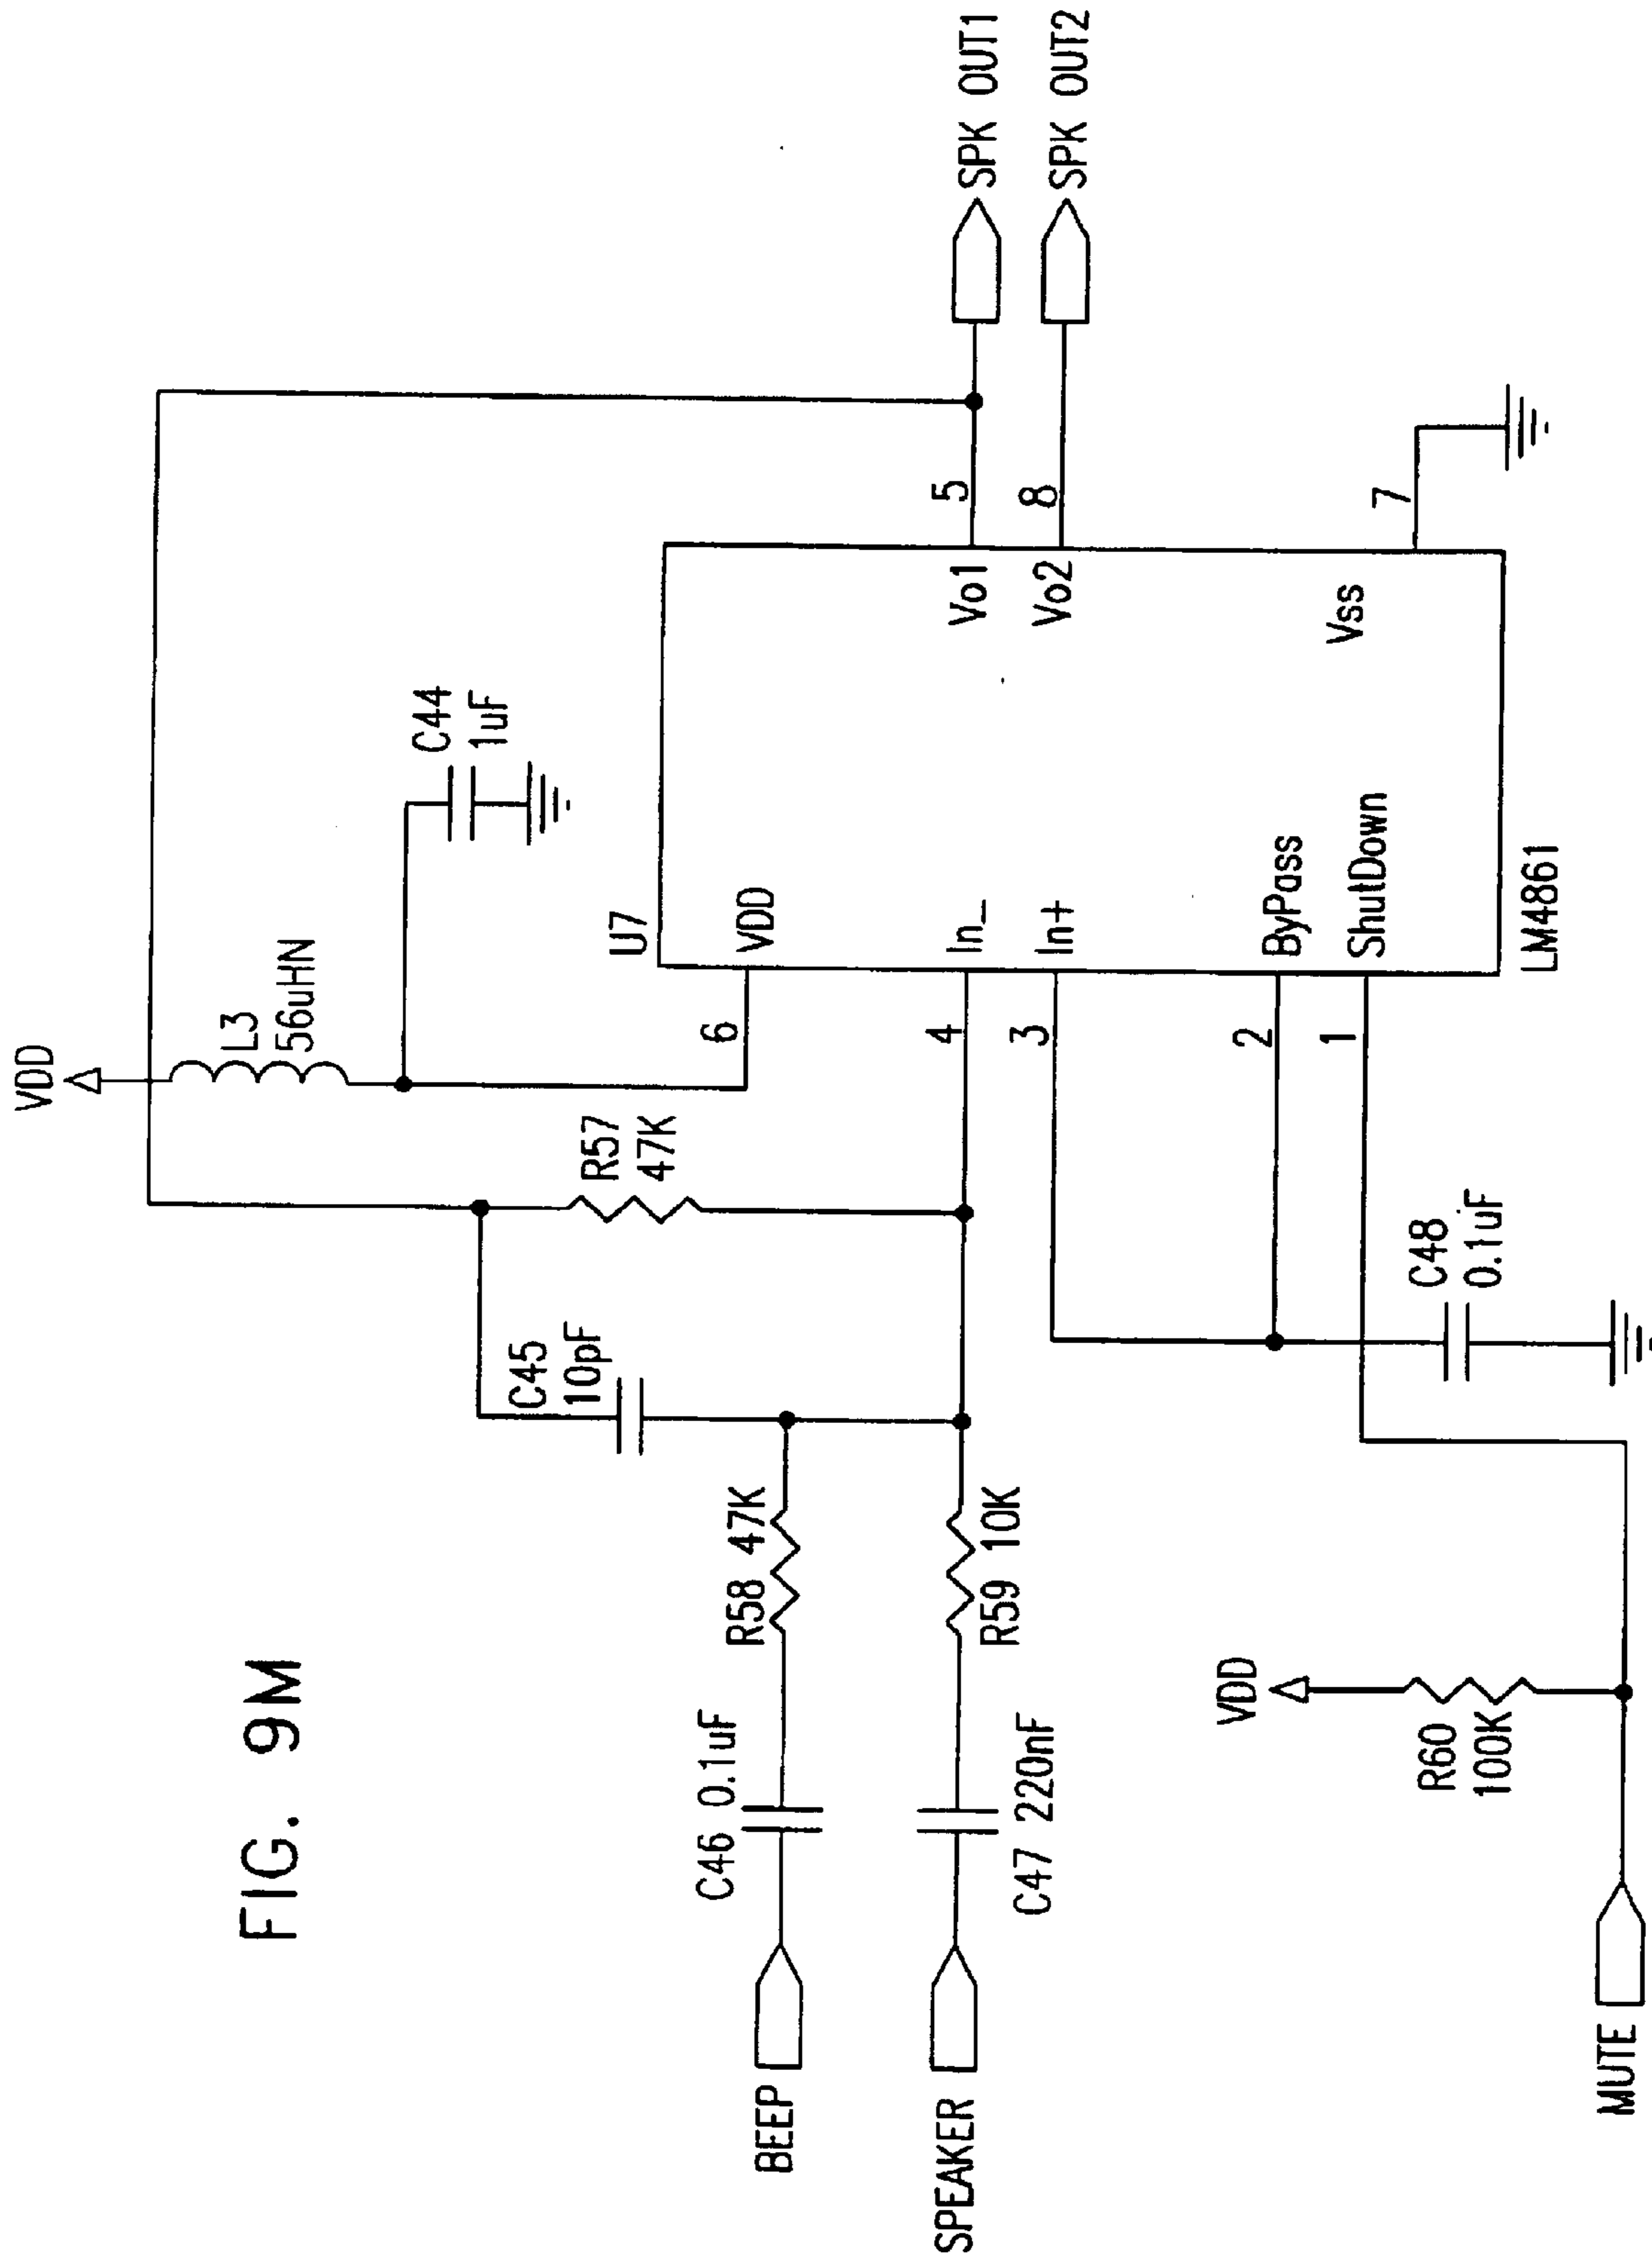 FIG. 9M
VDD
L3
56uHN
C44
1uF
R57
47K
C45
10pF
BEEP
C46 0.1uF
R58 47K
SPEAKER
C47 220nF
R59 10K
U7
6
VDD
4
In_
3
In+
2
ByPass
1
ShutDown
Vo1
5
SPK OUT1
Vo2
8
SPK OUT2
Vss
7
LM4861
C48
0.1uF
VDD
R60
100K
MUTE